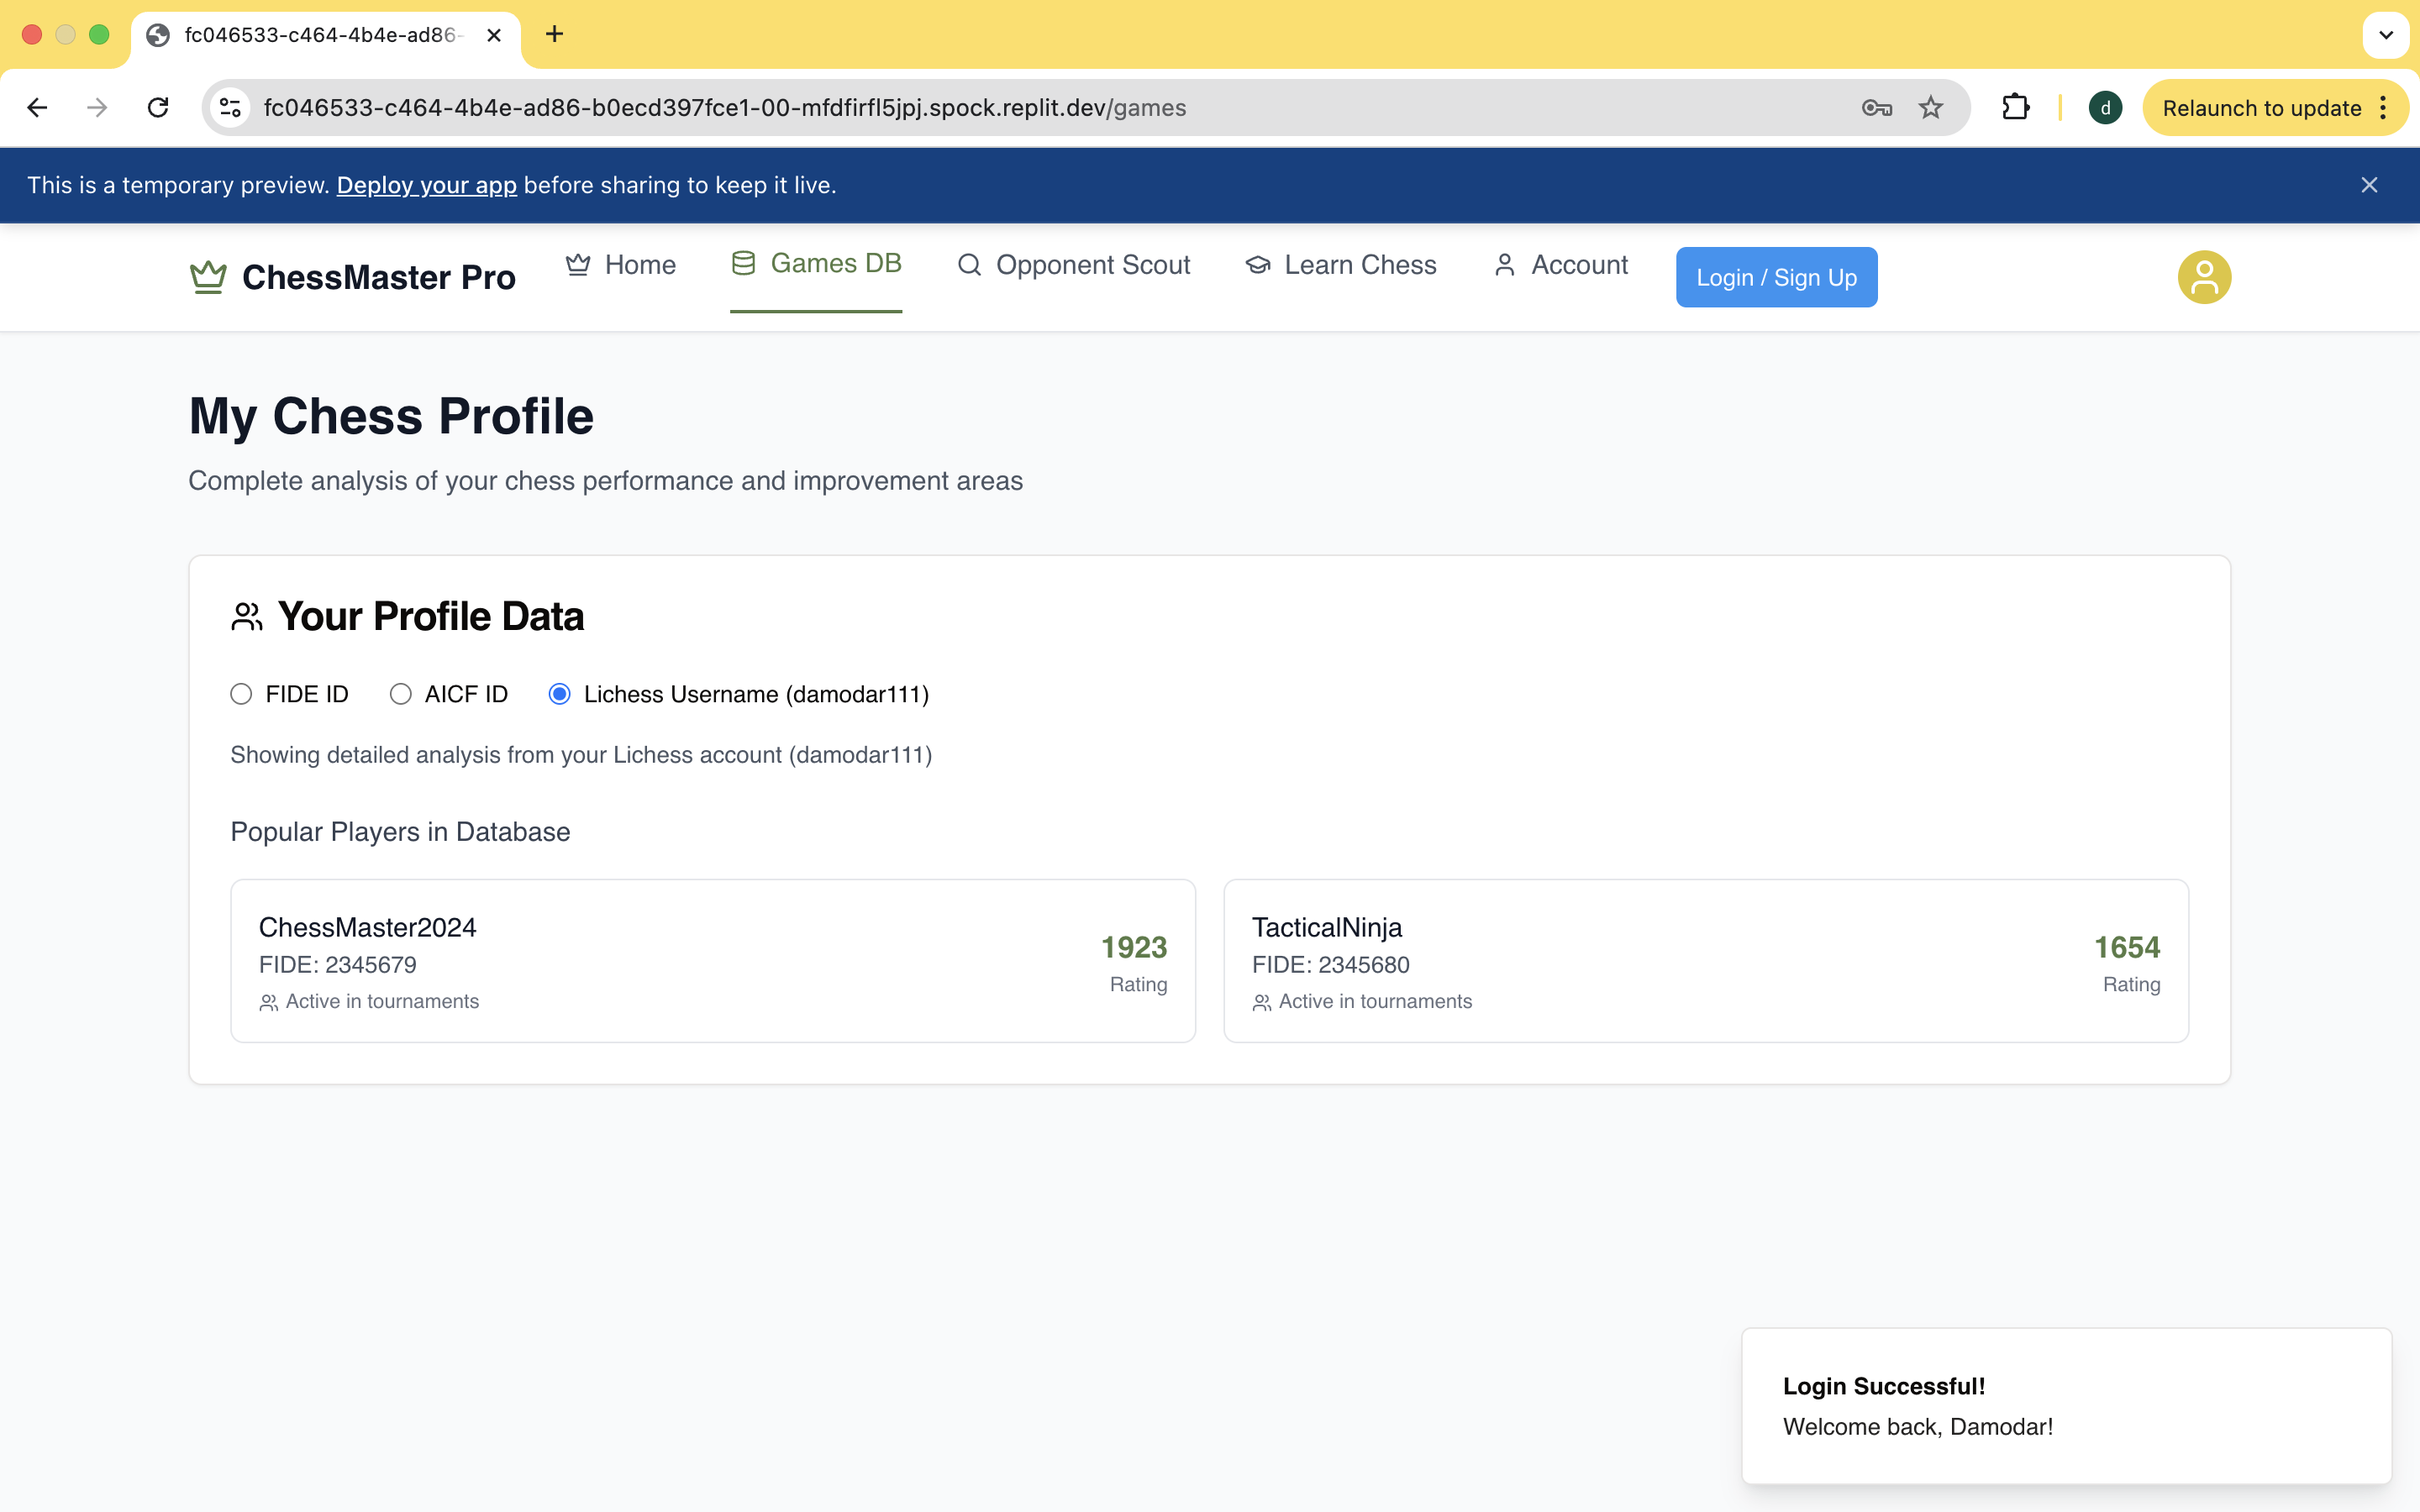 fc046533-c464-4b4e-ad86-
fc046533-c464-4b4e-ad86-b0ecd397fce1-00-mfdfirfl5jpj.spock.replit.dev/games
d
Relaunch to update
This is a temporary preview. Deploy your app before sharing to keep it live.
ChessMaster Pro
Home
Games DB
Opponent Scout
Learn Chess
Account
Login / Sign Up
My Chess Profile
Complete analysis of your chess performance and improvement areas
Your Profile Data
FIDE ID
AICF ID
Lichess Username (damodar111)
Showing detailed analysis from your Lichess account (damodar111)
Popular Players in Database
ChessMaster2024
FIDE: 2345679
Active in tournaments
1923
Rating
TacticalNinja
FIDE: 2345680
Active in tournaments
1654
Rating
Login Successful!
Welcome back, Damodar!